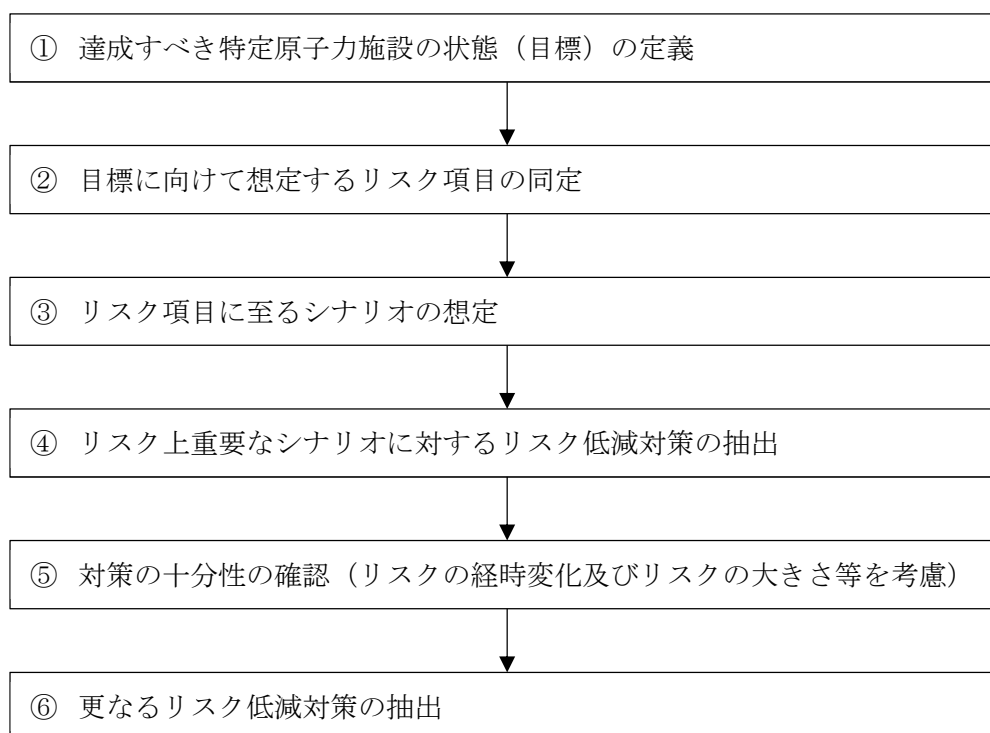 ① 達成すべき特定原子力施設の状態（目標）の定義
② 目標に向けて想定するリスク項目の同定
③ リスク項目に至るシナリオの想定
④ リスク上重要なシナリオに対するリスク低減対策の抽出
⑤ 対策の十分性の確認（リスクの経時変化及びリスクの大きさ等を考慮）
⑥ 更なるリスク低減対策の抽出